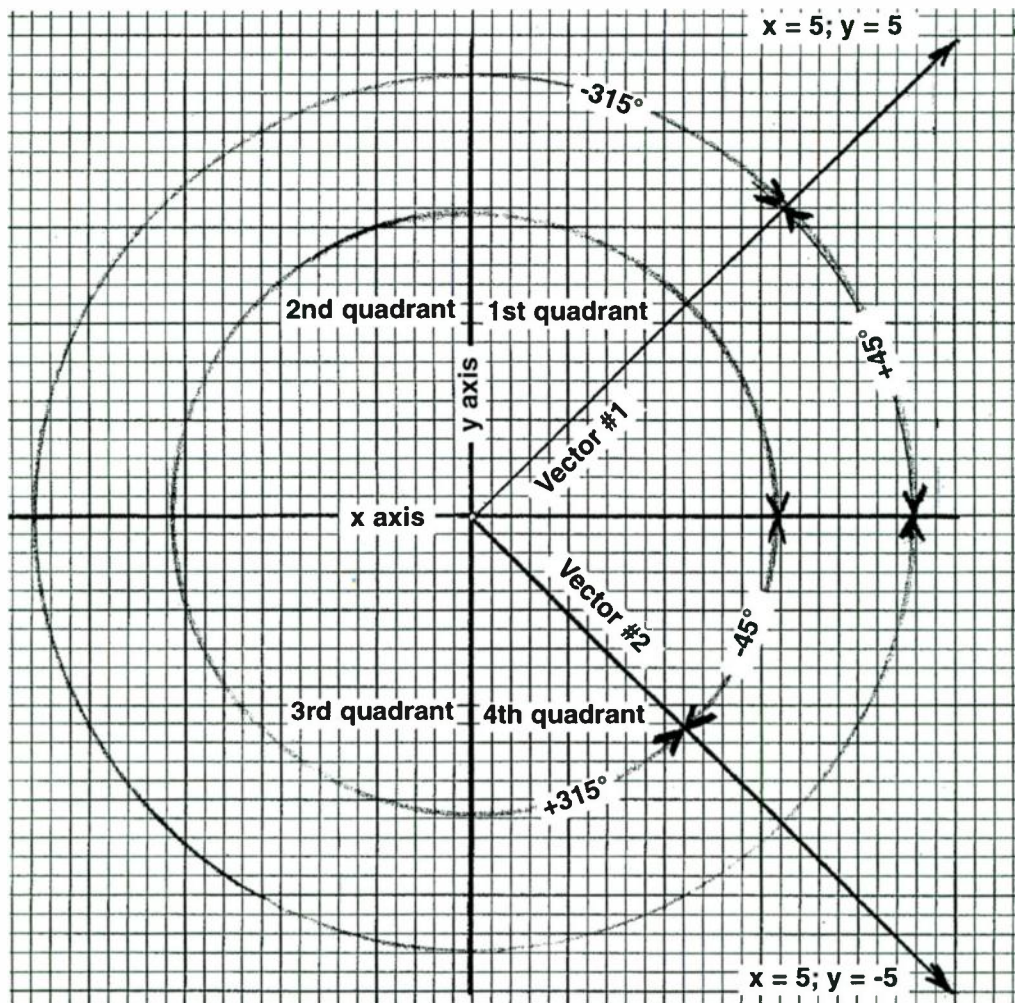 x = 5; y = 5
-315°
2nd quadrant
1st quadrant
+45°
y axis
Vector #1
x axis
Vector #2
-45°
3rd quadrant
4th quadrant
+315°
x = 5; y = -5